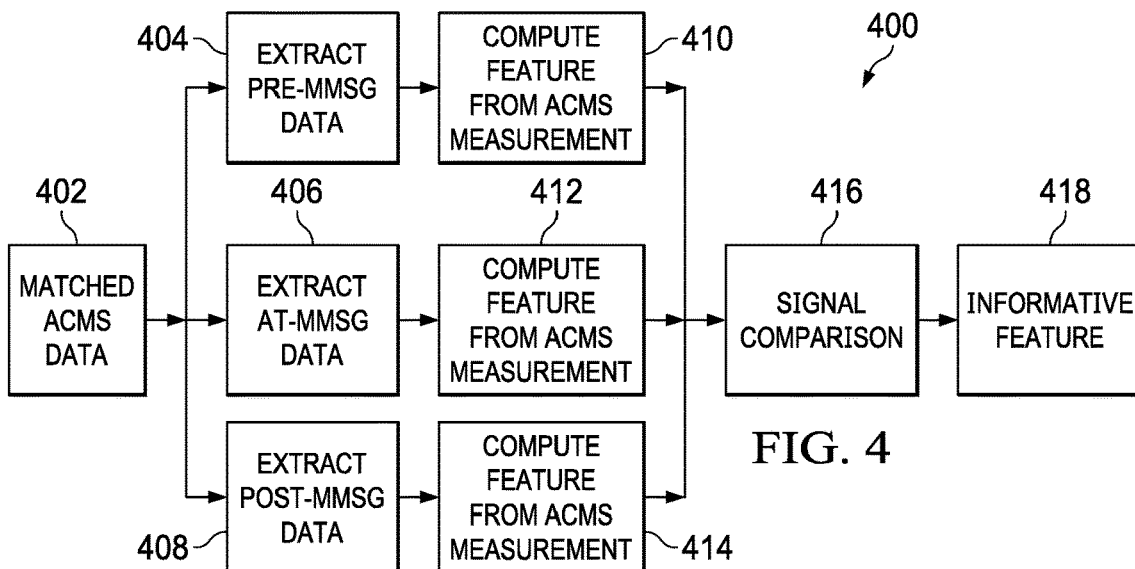 404
EXTRACT
PRE-MMSG
DATA
COMPUTE
FEATURE
FROM ACMS
MEASUREMENT
410
400
402
MATCHED
ACMS
DATA
406
EXTRACT
AT-MMSG
DATA
412
COMPUTE
FEATURE
FROM ACMS
MEASUREMENT
416
SIGNAL
COMPARISON
418
INFORMATIVE
FEATURE
408
EXTRACT
POST-MMSG
DATA
COMPUTE
FEATURE
FROM ACMS
MEASUREMENT
414
FIG. 4